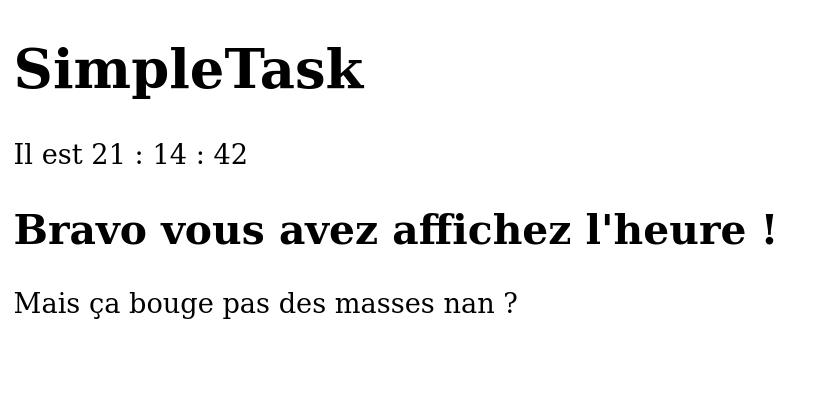 SimpleTask
Il est 21 : 14 : 42
Bravo vous avez affichez l'heure !
Mais ça bouge pas des masses nan ?